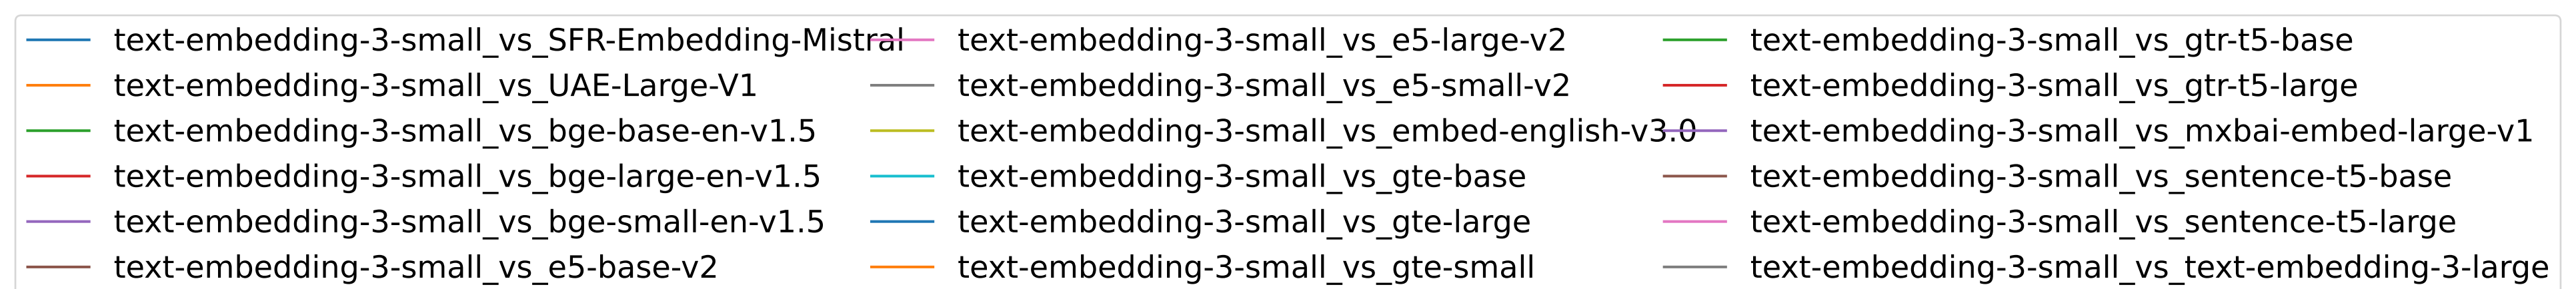 text-embedding-3-small_vs_SFR-Embedding-Mistral
text-embedding-3-small_vs_UAE-Large-V1
text-embedding-3-small_vs_bge-base-en-v1.5
text-embedding-3-small_vs_bge-large-en-v1.5
text-embedding-3-small_vs_bge-small-en-v1.5
text-embedding-3-small_vs_e5-base-v2
text-embedding-3-small_vs_e5-large-v2
text-embedding-3-small_vs_e5-small-v2
text-embedding-3-small_vs_embed-english-v3.0
text-embedding-3-small_vs_gte-base
text-embedding-3-small_vs_gte-large
text-embedding-3-small_vs_gte-small
text-embedding-3-small_vs_gtr-t5-base
text-embedding-3-small_vs_gtr-t5-large
text-embedding-3-small_vs_mxbai-embed-large-v1
text-embedding-3-small_vs_sentence-t5-base
text-embedding-3-small_vs_sentence-t5-large
text-embedding-3-small_vs_text-embedding-3-large